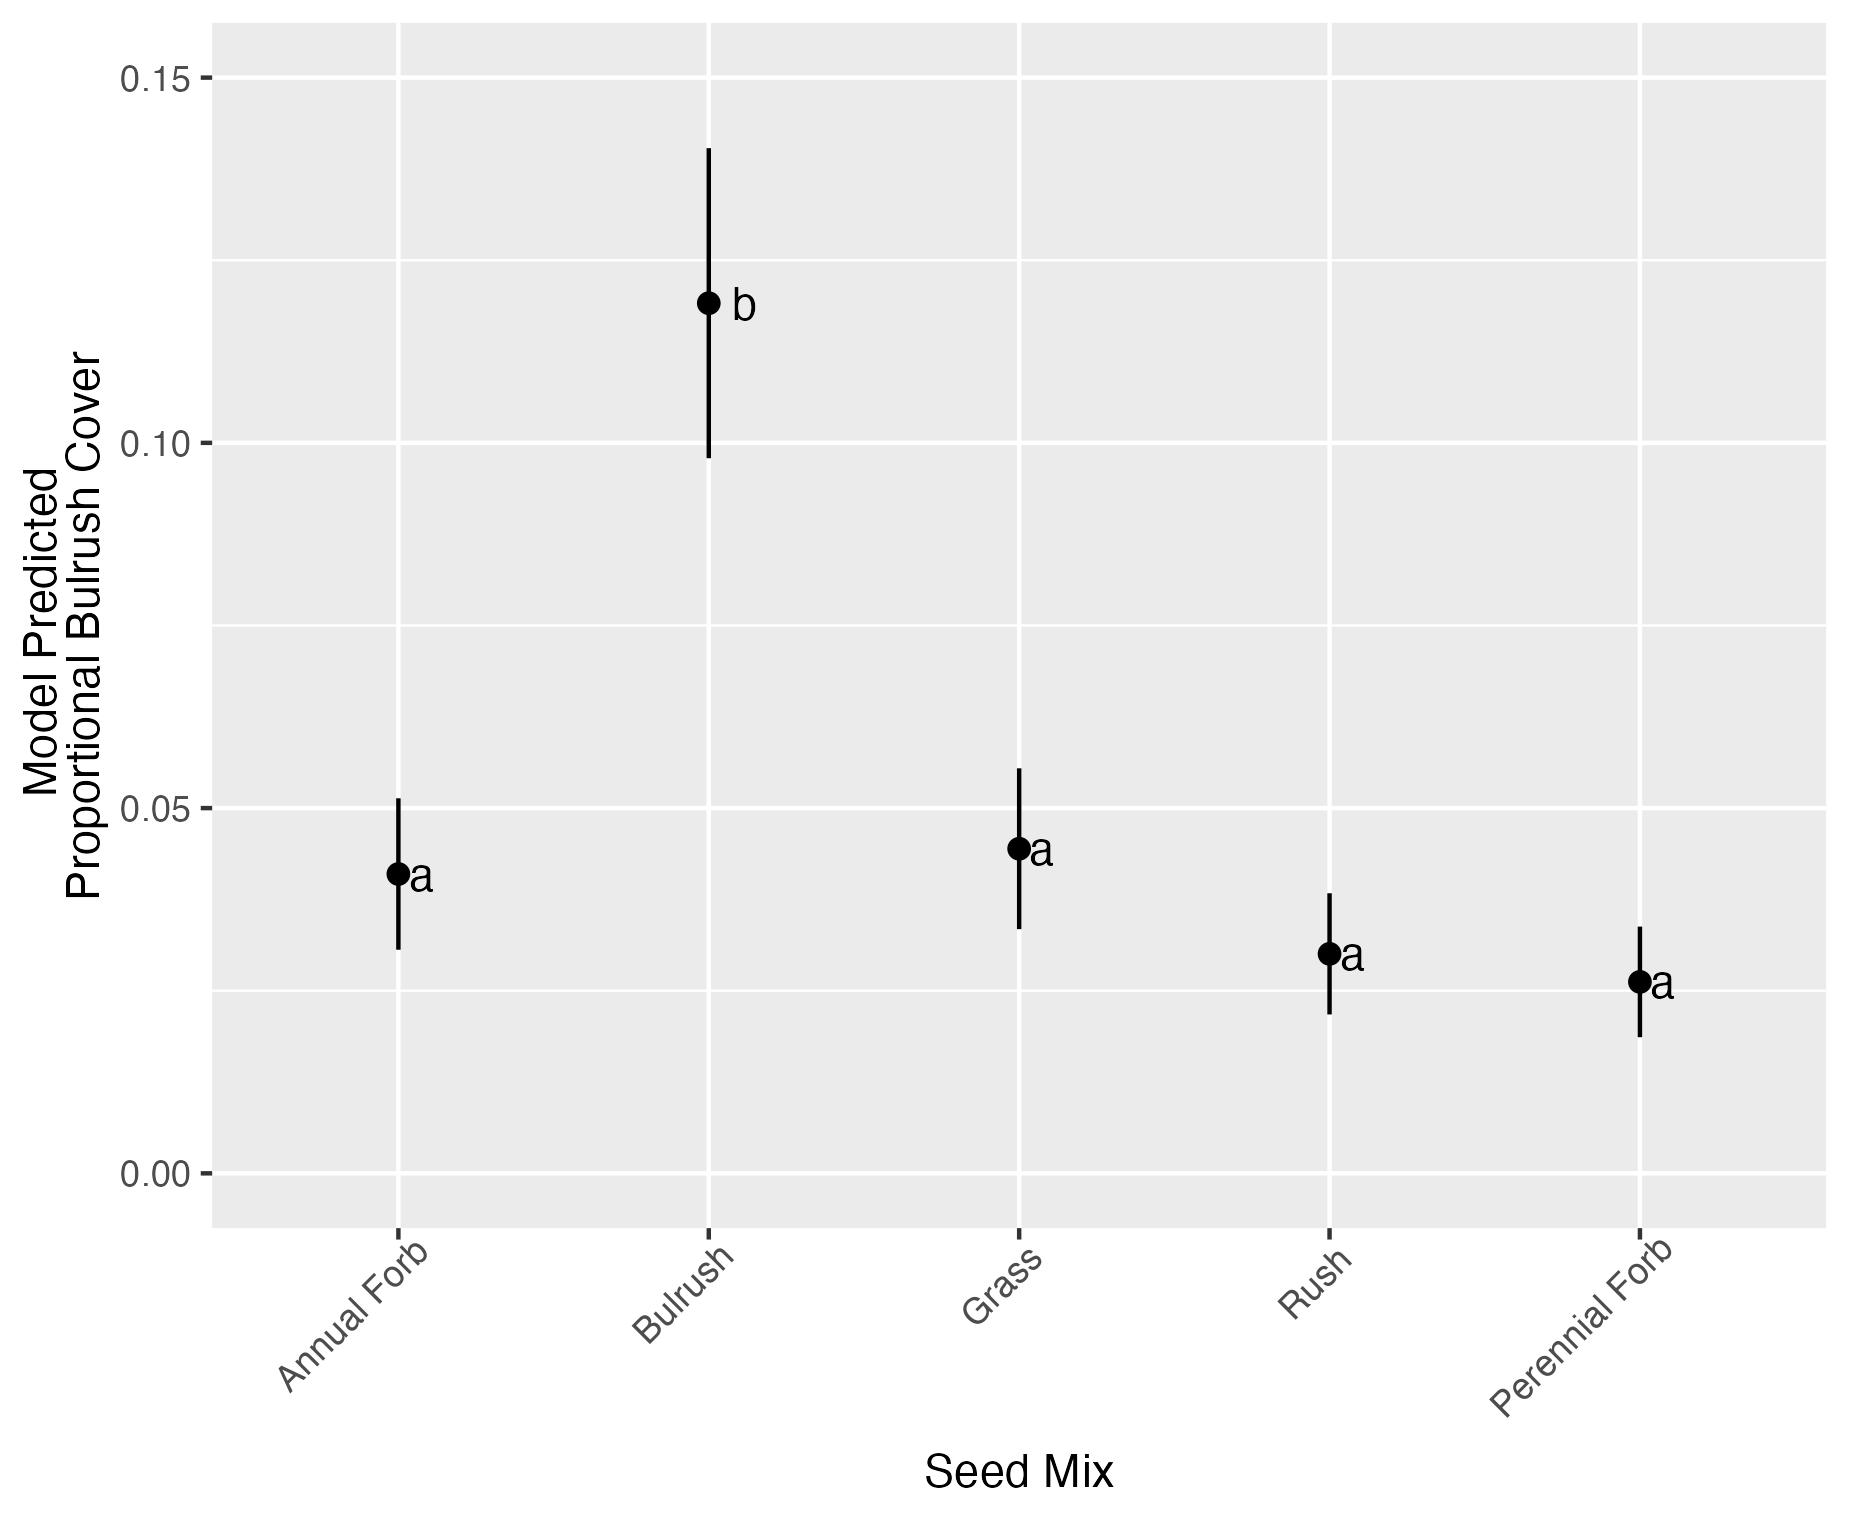 Model Predicted
Proportional Bulrush Cover
0.15
0.10
0.05
0.00
b
a
a
a
a
Annual Forb
Bulrush
Grass
Rush
Perennial Forb
Seed Mix